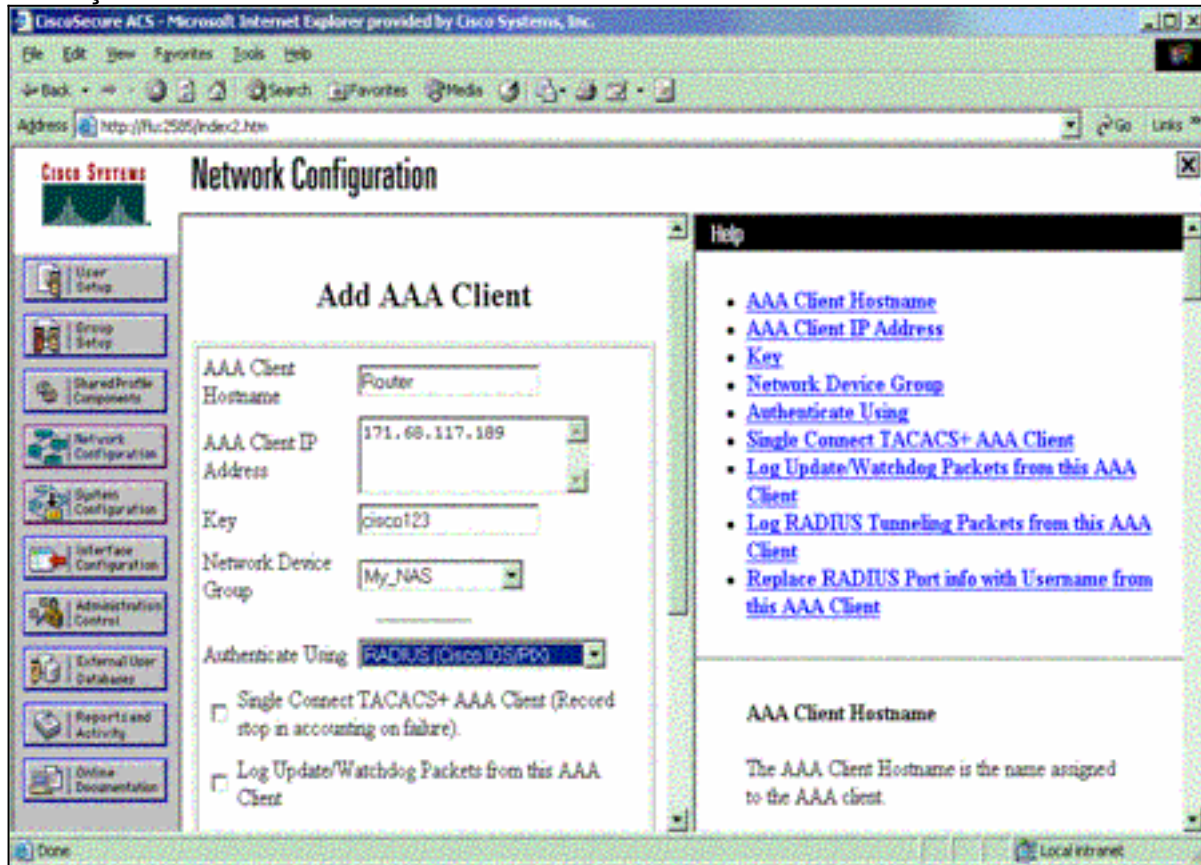 CiscoSecure ACS - Microsoft Internet Explorer provided by Cisco Systems, Inc.
File Edit View Favorites Tools Help
Back Search Favorites Media
Address http://flu:2585/index2.htm Go Links »
CISCO SYSTEMS
Network Configuration
User Setup
Group Setup
Shared Profile Components
Network Configuration
System Configuration
Interface Configuration
Administration Control
External User Databases
Reports and Activity
Online Documentation
Add AAA Client
AAA Client Hostname
Router
AAA Client IP Address
171.68.117.189
Key
cisco123
Network Device Group
My_NAS
Authenticate Using
RADIUS (Cisco IOS/PIX)
Single Connect TACACS+ AAA Client (Record
stop in accounting on failure).
Log Update/Watchdog Packets from this AAA
Client
Help
AAA Client Hostname
AAA Client IP Address
Key
Network Device Group
Authenticate Using
Single Connect TACACS+ AAA Client
Log Update/Watchdog Packets from this AAA
Client
Log RADIUS Tunneling Packets from this AAA
Client
Replace RADIUS Port info with Username from
this AAA Client
AAA Client Hostname
The AAA Client Hostname is the name assigned
to the AAA client.
Done
Local intranet